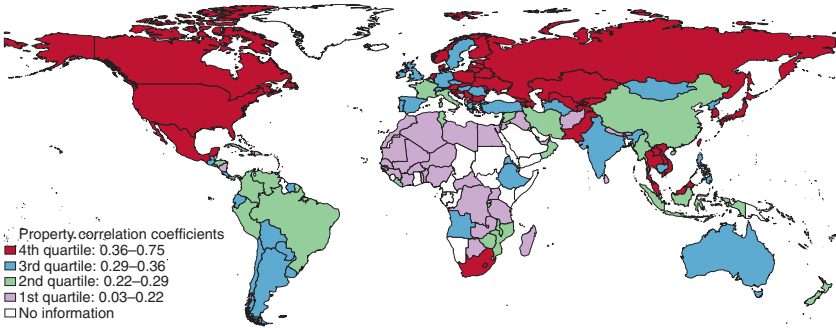 Property correlation coefficients
4th quartile: 0.36–0.75
3rd quartile: 0.29–0.36
2nd quartile: 0.22–0.29
1st quartile: 0.03–0.22
No information